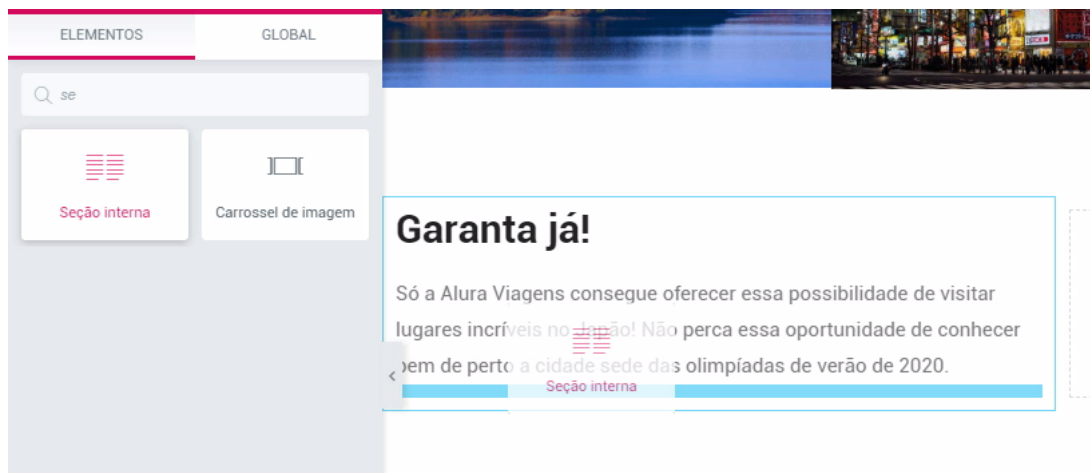 ELEMENTOS
GLOBAL
se
Seção interna
Carrossel de imagem
Garanta já!
Só a Alura Viagens consegue oferecer essa possibilidade de visitar
lugares incríveis no Japão! Não perca essa oportunidade de conhecer
bem de perto a cidade sede das olimpíadas de verão de 2020.
Seção interna